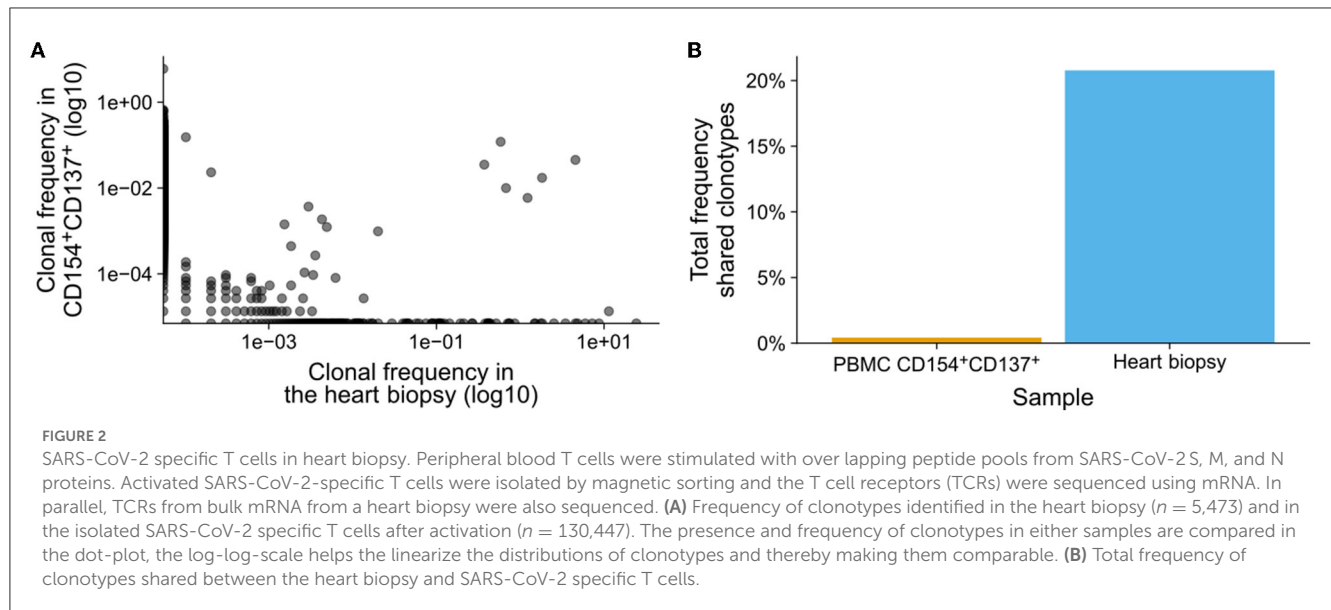 A
Clonal frequency in
CD154⁺CD137⁺ (log10)
1e+00
1e−02
1e−04
1e−03
1e−01
1e+01
Clonal frequency in
the heart biopsy (log10)
B
Total frequency
shared clonotypes
20%
15%
10%
5%
0%
PBMC CD154⁺CD137⁺
Heart biopsy
Sample
FIGURE 2
SARS-CoV-2 specific T cells in heart biopsy. Peripheral blood T cells were stimulated with over lapping peptide pools from SARS-CoV-2 S, M, and N
proteins. Activated SARS-CoV-2-specific T cells were isolated by magnetic sorting and the T cell receptors (TCRs) were sequenced using mRNA. In
parallel, TCRs from bulk mRNA from a heart biopsy were also sequenced. (A) Frequency of clonotypes identified in the heart biopsy (n = 5,473) and in
the isolated SARS-CoV-2 specific T cells after activation (n = 130,447). The presence and frequency of clonotypes in either samples are compared in
the dot-plot, the log-log-scale helps the linearize the distributions of clonotypes and thereby making them comparable. (B) Total frequency of
clonotypes shared between the heart biopsy and SARS-CoV-2 specific T cells.